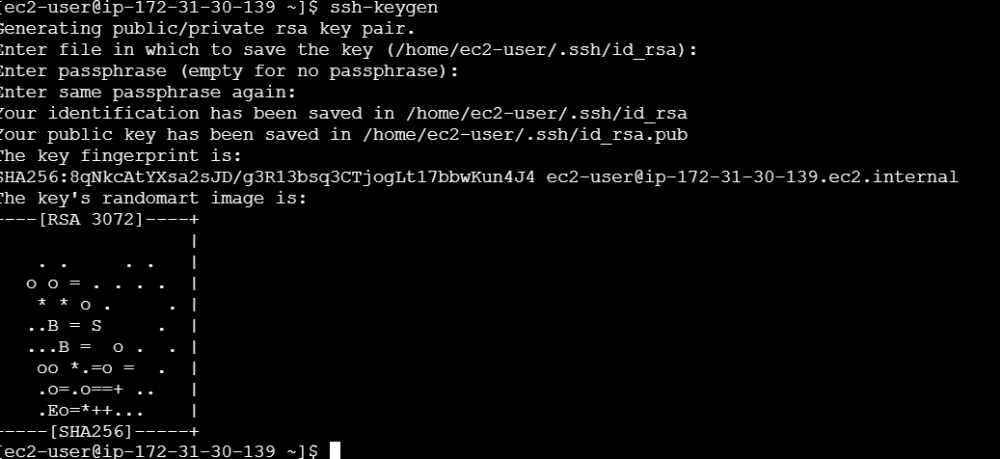 [ec2-user@ip-172-31-30-139 ~]$ ssh-keygen
Generating public/private rsa key pair.
Enter file in which to save the key (/home/ec2-user/.ssh/id_rsa):
Enter passphrase (empty for no passphrase):
Enter same passphrase again:
Your identification has been saved in /home/ec2-user/.ssh/id_rsa
Your public key has been saved in /home/ec2-user/.ssh/id_rsa.pub
The key fingerprint is:
SHA256:8qNkcAtYXsa2sJD/g3R13bsq3CTjogLt17bbwKun4J4 ec2-user@ip-172-31-30-139.ec2.internal
The key's randomart image is:
----[RSA 3072]----+
                  |
    . .     . .   |
   o o = . . . .  |
    * * o .     . |
   ..B = S     .  |
   ...B =  o .  . |
    oo *.=o =  .  |
    .o=.o==+ ..   |
    .Eo=*++...    |
-----[SHA256]-----+
[ec2-user@ip-172-31-30-139 ~]$